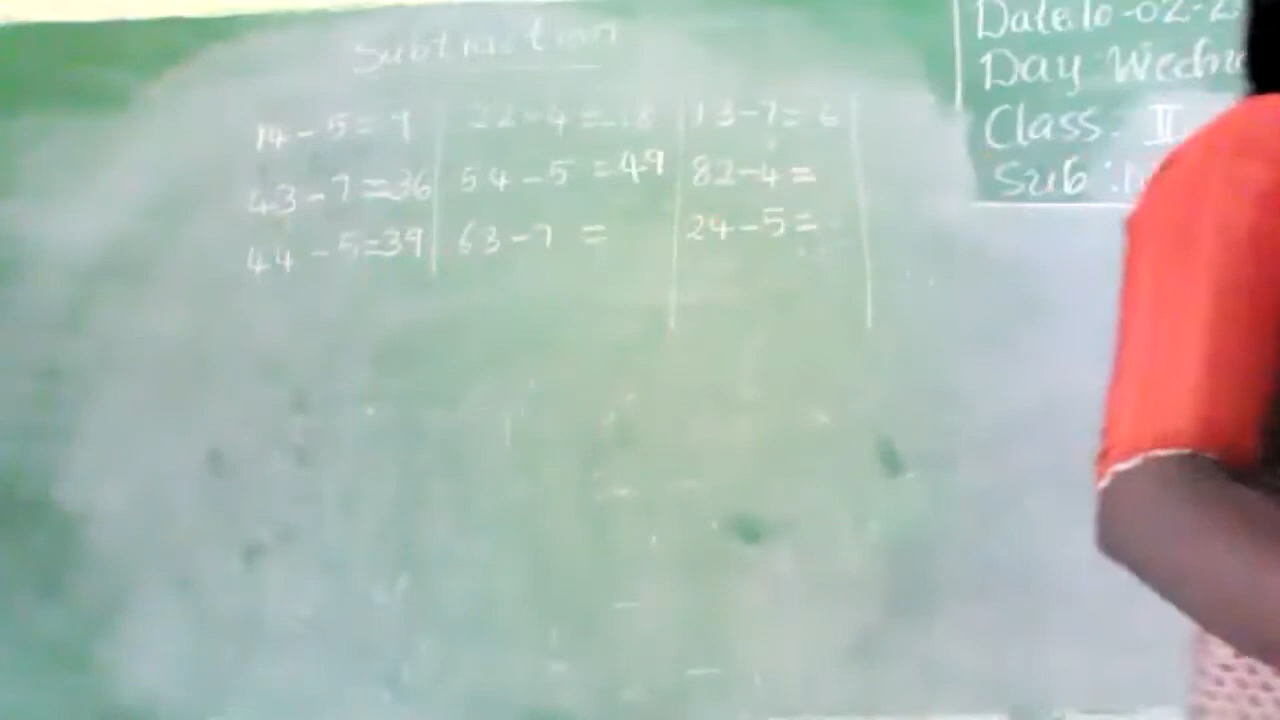 Subtraction
14-5=9
43-7=36
44-5=39
22-4=18
54-5=49
63-7=
13-7=6
82-4=
24-5=
Date 10-02-2
Day
Class. II
Sub :